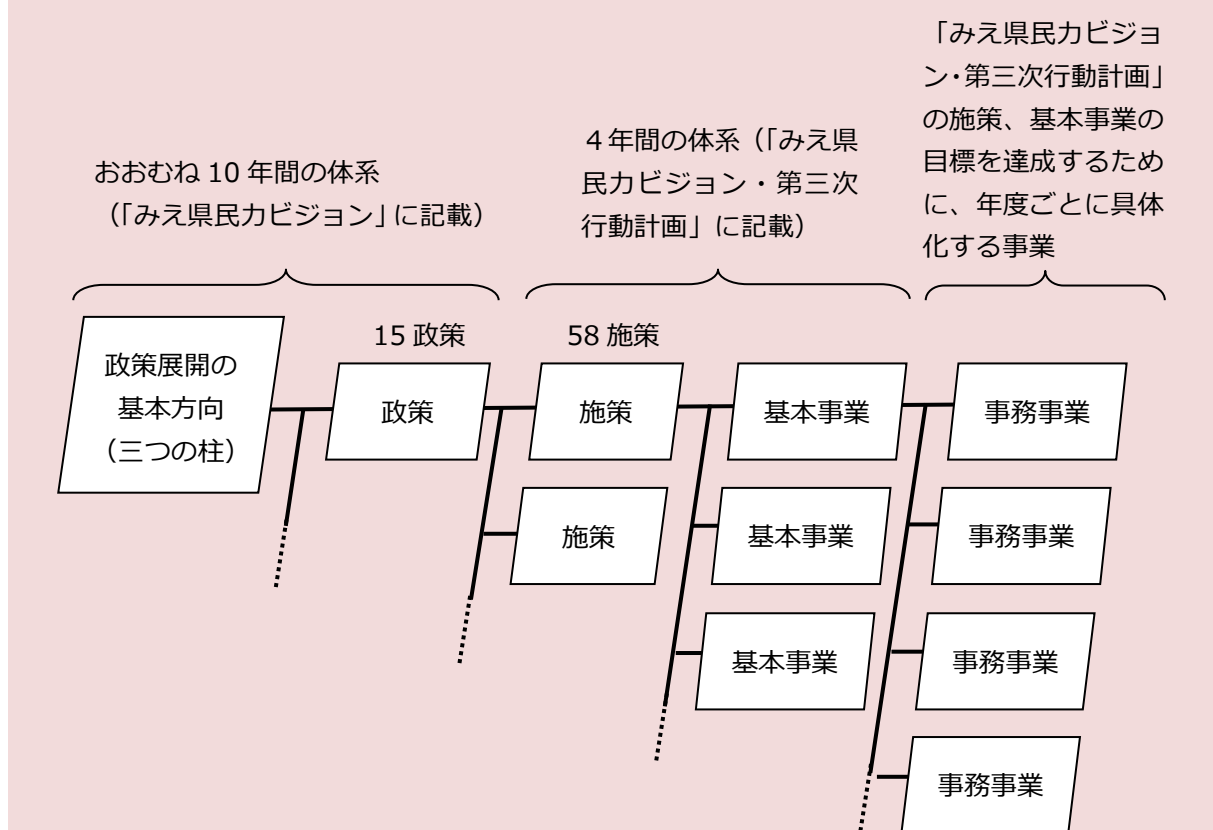 おおむね 10 年間の体系
（「みえ県民力ビジョン」に記載）
４年間の体系（「みえ県
民力ビジョン・第三次
行動計画」に記載）
「みえ県民力ビジョ
ン・第三次行動計画」
の施策、基本事業の
目標を達成するため
に、年度ごとに具体
化する事業
15 政策
58 施策
政策展開の
基本方向
（三つの柱）
政策
施策
基本事業
事務事業
施策
基本事業
事務事業
基本事業
事務事業
事務事業